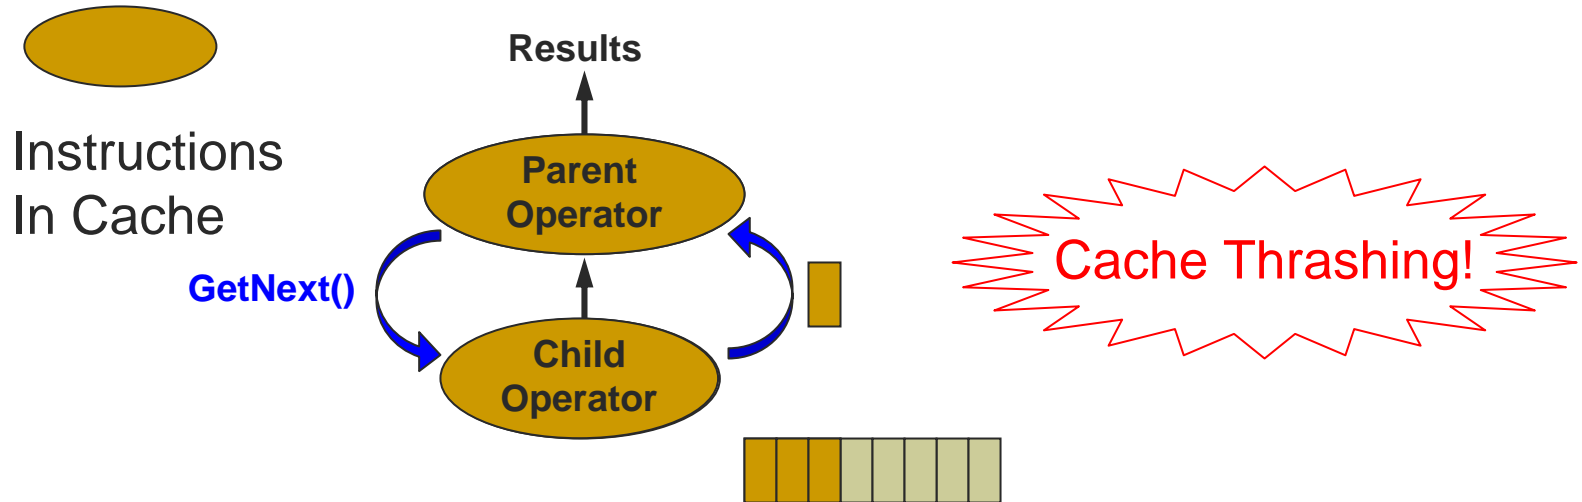 Results
Instructions
In Cache
Parent
Operator
GetNext()
Cache Thrashing!
Child
Operator